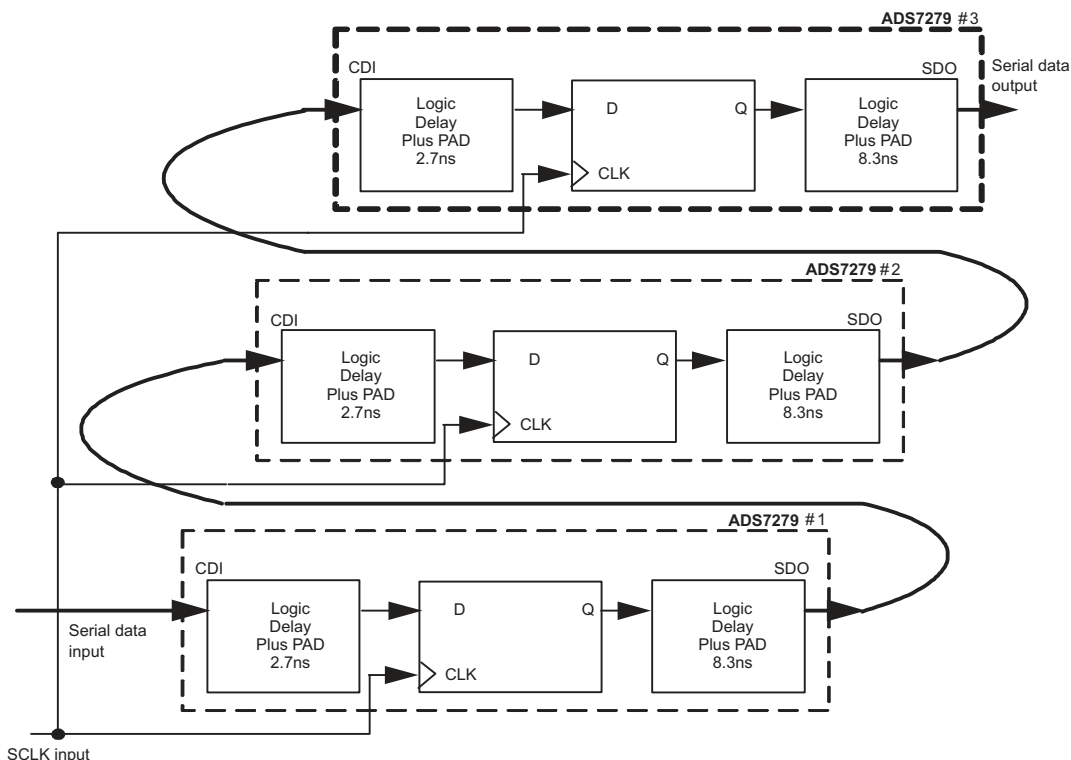 ADS7279 #3
CDI
SDO
Serial data
output
Logic
Delay
Plus PAD
2.7ns
D
Q
CLK
Logic
Delay
Plus PAD
8.3ns
ADS7279 #2
CDI
SDO
Logic
Delay
Plus PAD
2.7ns
D
Q
CLK
Logic
Delay
Plus PAD
8.3ns
ADS7279 #1
CDI
SDO
Serial data
input
Logic
Delay
Plus PAD
2.7ns
D
Q
CLK
Logic
Delay
Plus PAD
8.3ns
SCLK input